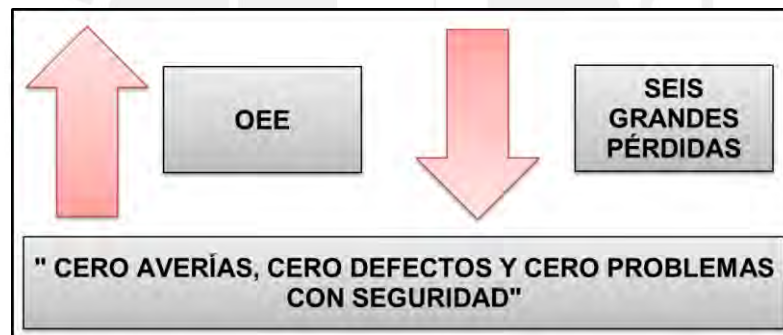 OEE
SEIS
GRANDES
PÉRDIDAS
" CERO AVERÍAS, CERO DEFECTOS Y CERO PROBLEMAS
CON SEGURIDAD"